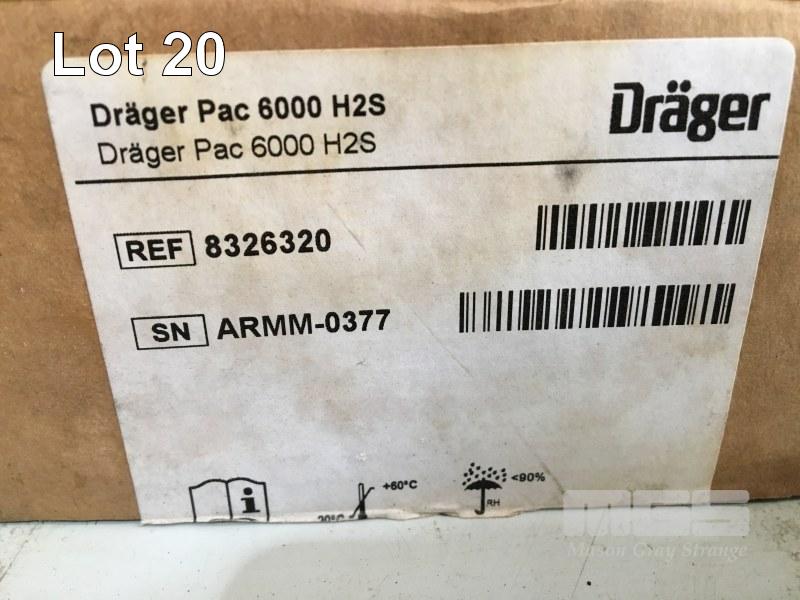 Lot 20
Dräger Pac 6000 H2S
Dräger
Dräger Pac 6000 H2S
REF 8326320
SN ARMM-0377
i
+60°C
<90%
RH
20°C
MGS
Mason Gray Strange